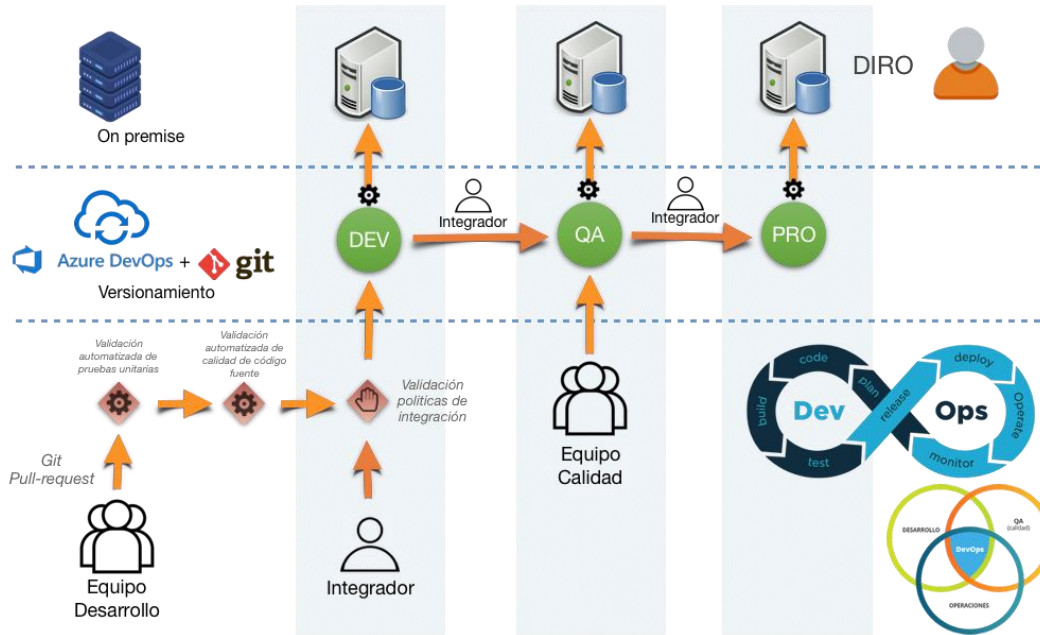 DIRO
On premise
Integrador
Integrador
DEV
QA
PRO
Azure DevOps + git
Versionamiento
Validación
automatizada de
pruebas unitarias
Validación
automatizada de
calidad de código
fuente
Validación
políticas de
integración
Git
Pull-request
Equipo
Desarrollo
Integrador
Equipo
Calidad
code
plan
build
test
Dev
release
Ops
deploy
Operate
monitor
DESARROLLO
QA
(calidad)
DevOps
OPERACIONES